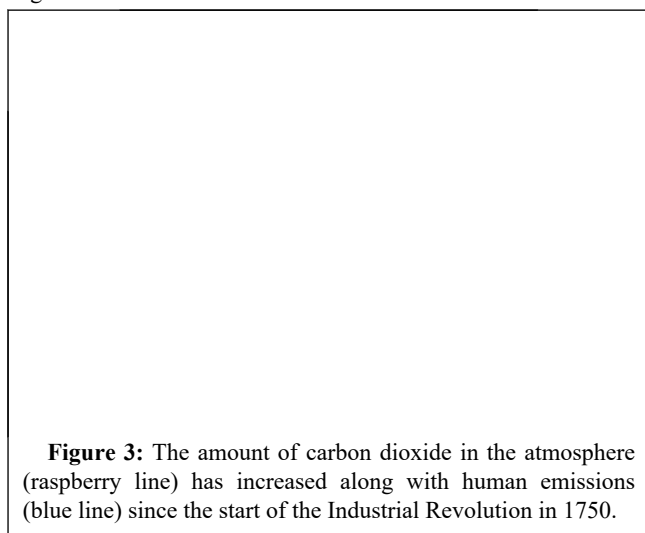 Figure 3: The amount of carbon dioxide in the atmosphere
(raspberry line) has increased along with human emissions
(blue line) since the start of the Industrial Revolution in 1750.